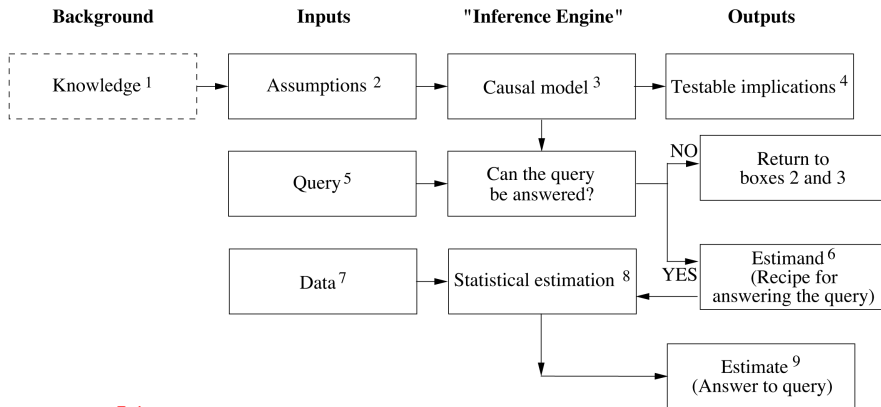 Background Inputs "Inference Engine" Outputs
Knowledge 1
Assumptions 2
Causal model 3
Testable implications 4
Query 5
Can the query
be answered?
NO
Return to
boxes 2 and 3
Data 7
Statistical estimation 8
YES
Estimand 6
(Recipe for
answering the query)
Estimate 9
(Answer to query)